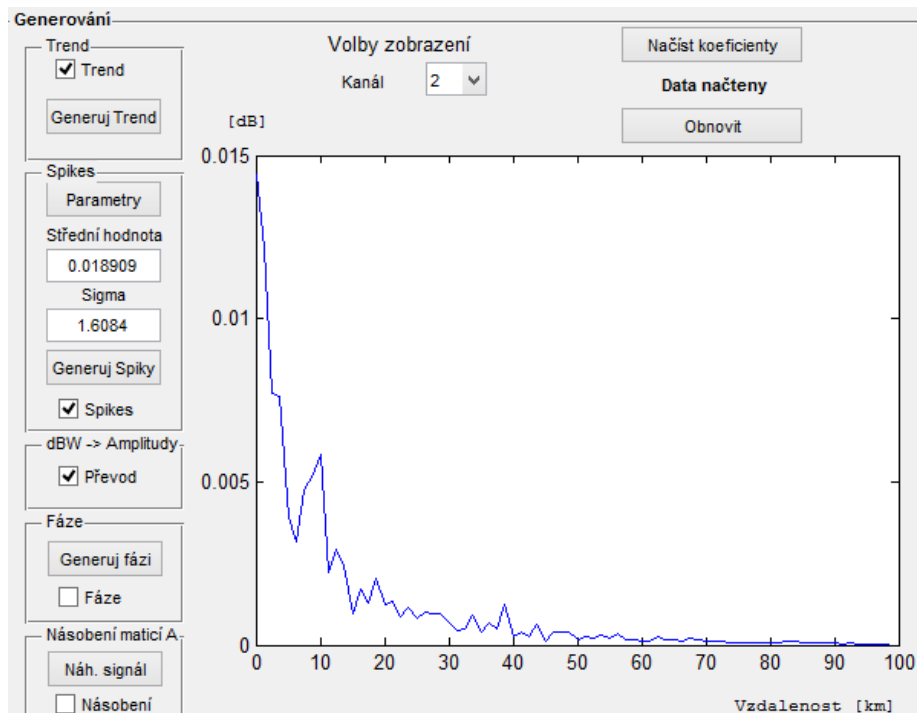 Generování
Trend
Trend
Generuj Trend
Spikes
Parametry
Střední hodnota
0.018909
Sigma
1.6084
Generuj Spiky
Spikes
dBW -> Amplitudy
Převod
Fáze
Generuj fázi
Fáze
Násobení maticí A
Náh. signál
Násobení
Volby zobrazení
Kanál
2
Načíst koeficienty
Data načteny
Obnovit
[dB]
0.015
0.01
0.005
0
0 10 20 30 40 50 60 70 80 90 100
Vzdalenost [km]